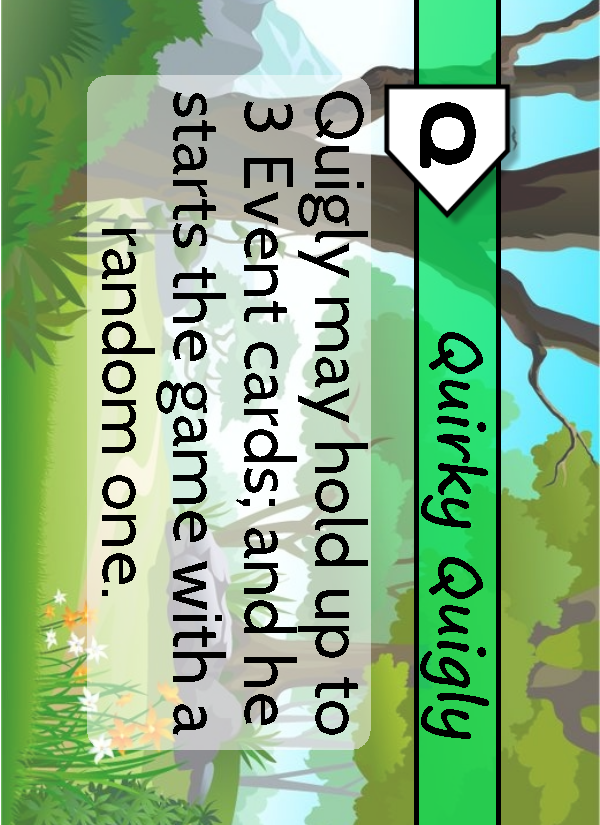 Q
Quirky Quigly
Quigly may hold up to
3 Event cards; and he
starts the game with a
random one.